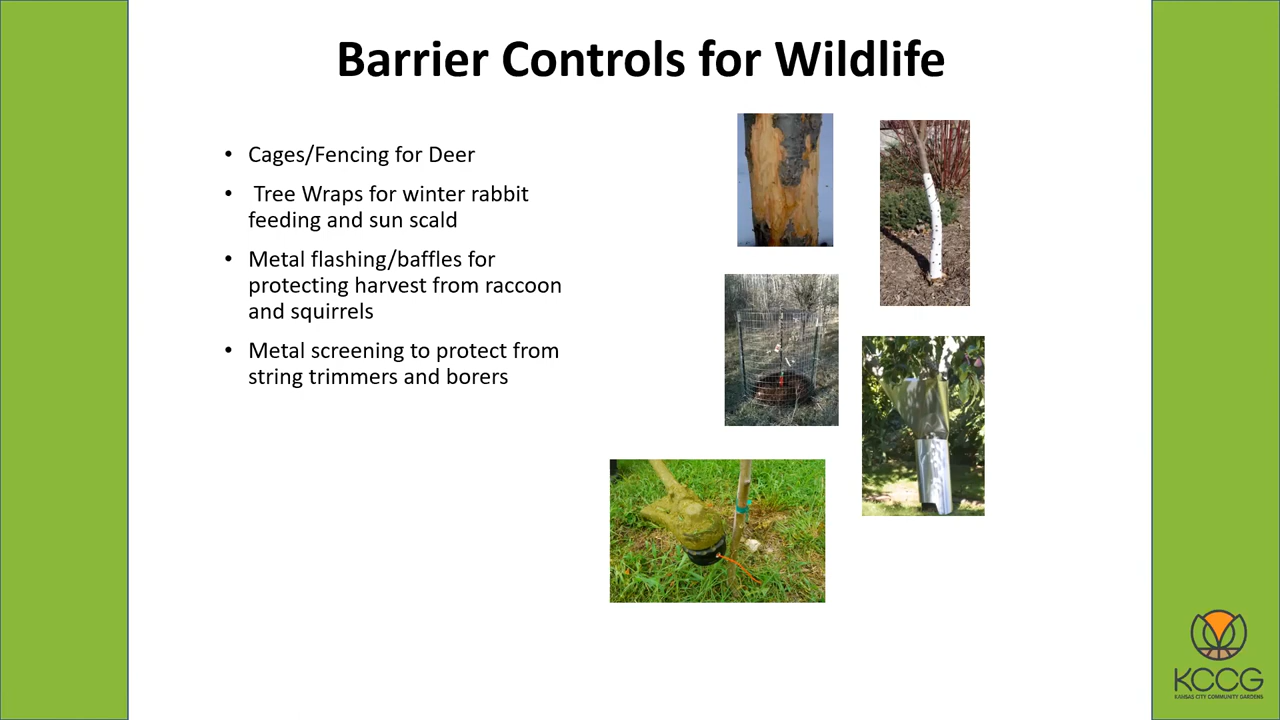 Barrier Controls for Wildlife
• Cages/Fencing for Deer
• Tree Wraps for winter rabbit
feeding and sun scald
• Metal flashing/baffles for
protecting harvest from raccoon
and squirrels
• Metal screening to protect from
string trimmers and borers
KCCG
KANSAS CITY COMMUNITY GARDENS